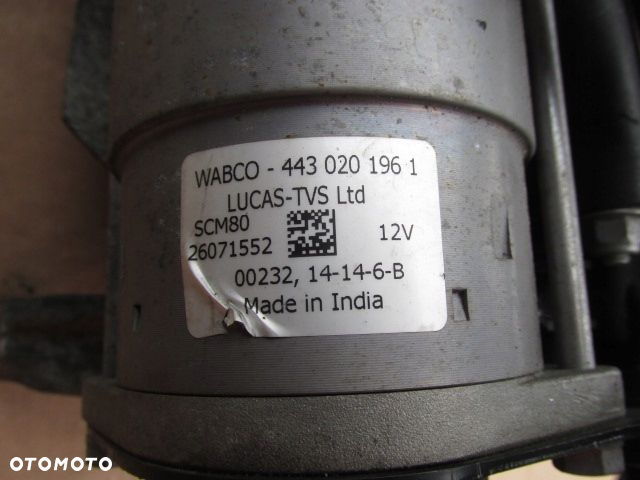 WABCO - 443 020 196 1
LUCAS-TVS Ltd
SCM80
26071552
12V
00232, 14-14-6-B
Made in India
OTOMOTO